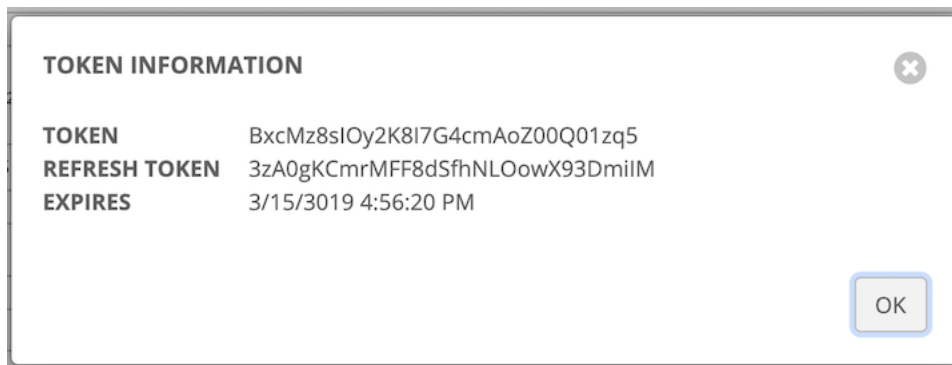 TOKEN INFORMATION
TOKEN BxcMz8sIOy2K8I7G4cmAoZ00Q01zq5
REFRESH TOKEN 3zA0gKCmrMFF8dSfhNLOowX93DmiIM
EXPIRES 3/15/3019 4:56:20 PM
OK